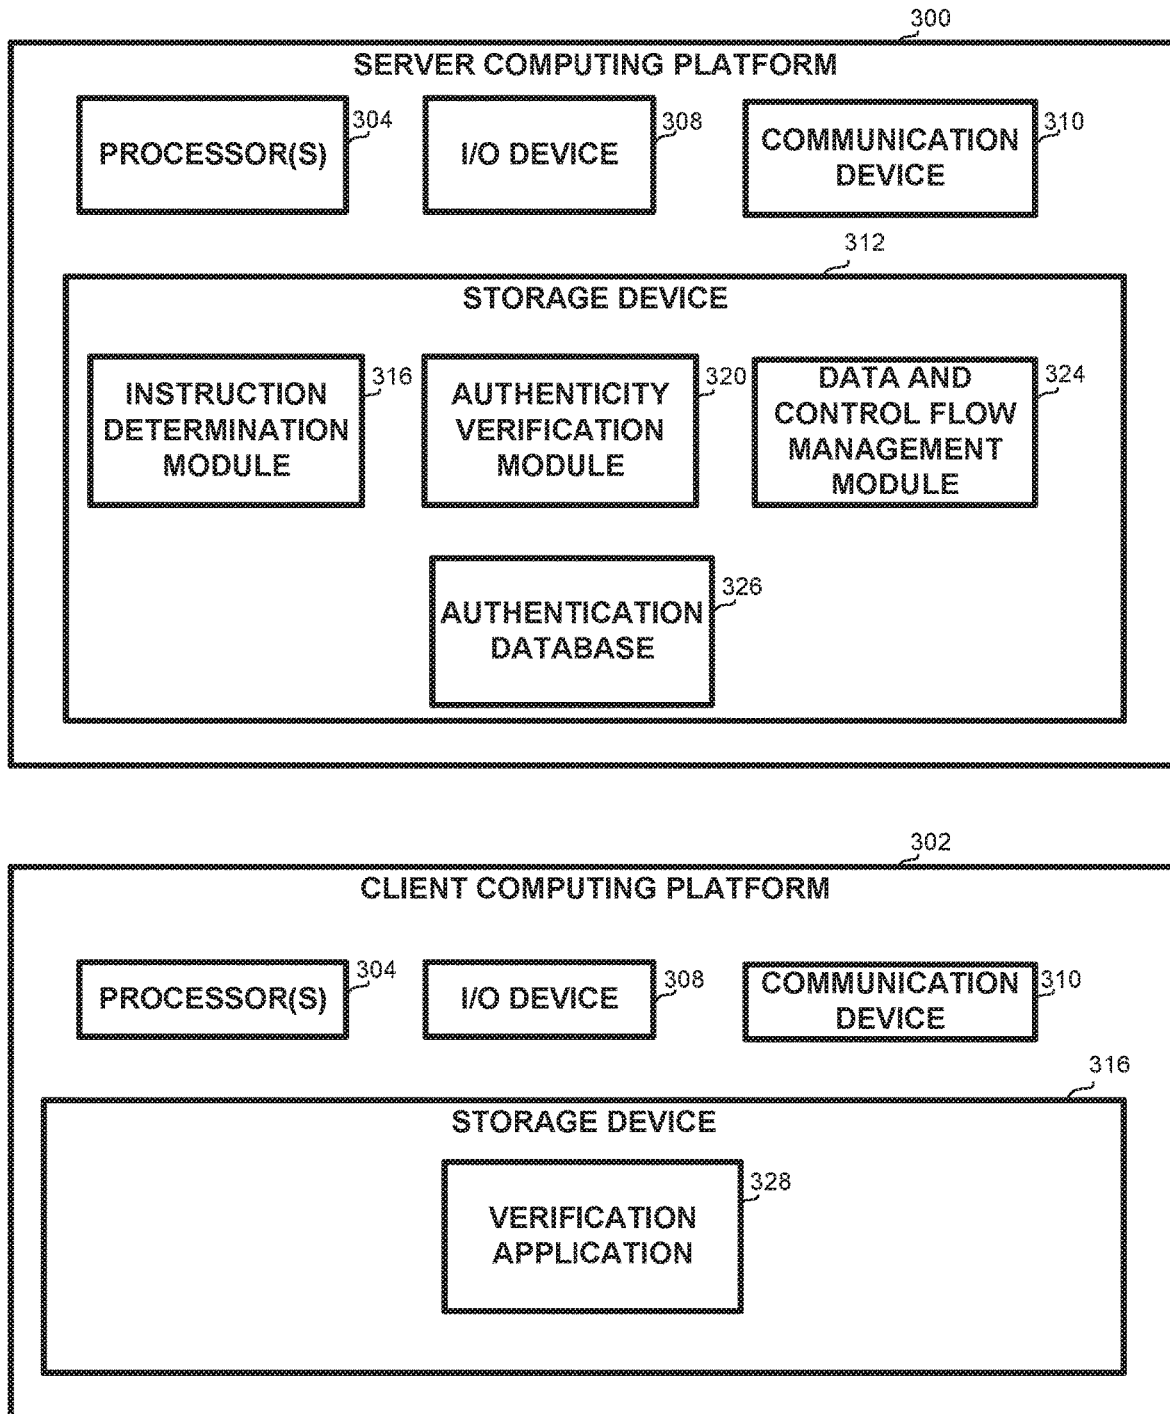 300
SERVER COMPUTING PLATFORM
304
308
310
PROCESSOR(S)
I/O DEVICE
COMMUNICATION
DEVICE
312
STORAGE DEVICE
316
INSTRUCTION
DETERMINATION
MODULE
320
AUTHENTICITY
VERIFICATION
MODULE
324
DATA AND
CONTROL FLOW
MANAGEMENT
MODULE
326
AUTHENTICATION
DATABASE
302
CLIENT COMPUTING PLATFORM
304
308
310
PROCESSOR(S)
I/O DEVICE
COMMUNICATION
DEVICE
316
STORAGE DEVICE
328
VERIFICATION
APPLICATION